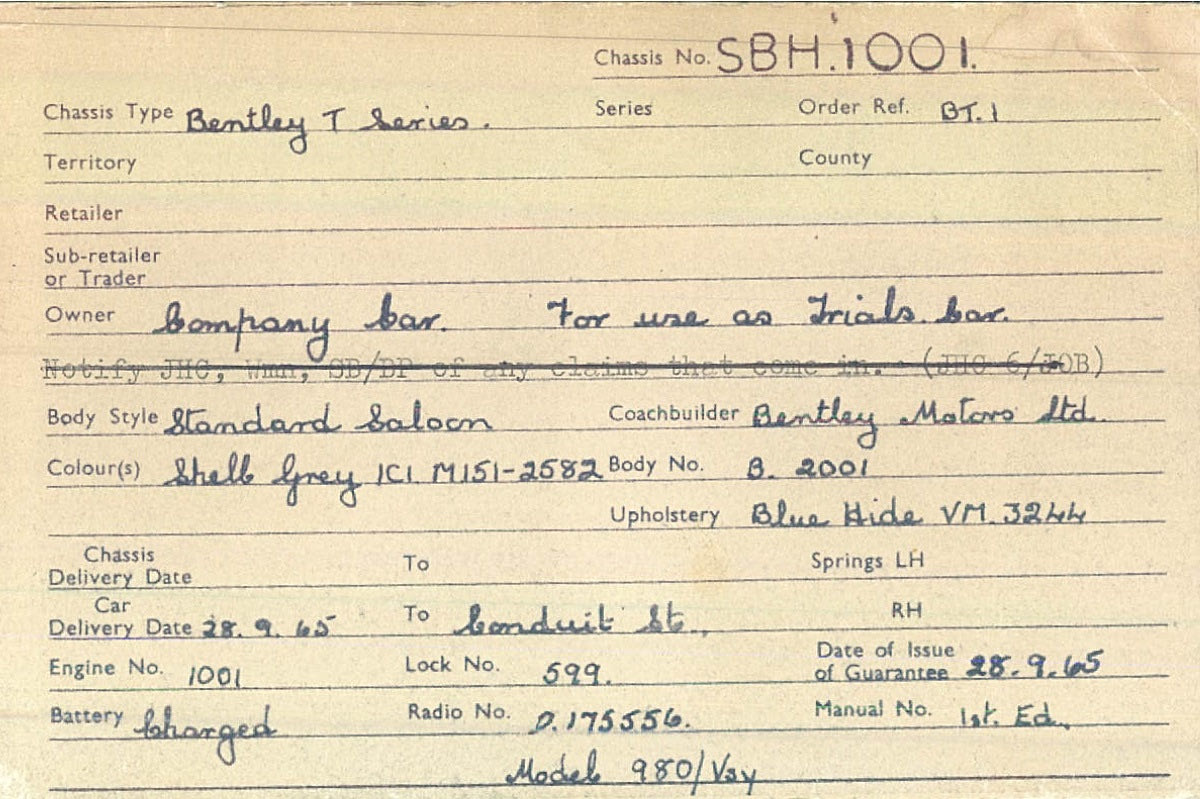 Chassis No. SBH.1001.
Chassis Type Bentley T Series. Series Order Ref. BT.1
Territory County
Retailer
Sub-retailer
or Trader
Owner Company Car. For use as Trials Car.
Notify JHC, Wmn, SB/DP of any claims that come in. (JHC 6/JOB)
Body Style Standard Saloon Coachbuilder Bentley Motors Ltd.
Colour(s) Shell Grey ICI M151-2582 Body No. B. 2001
Upholstery Blue Hide VM 3244
Chassis
Delivery Date To Springs LH
Car
Delivery Date 28.9.65 To Conduit St., RH
Engine No. 1001 Lock No. 599. Date of Issue
of Guarantee 28.9.65
Battery Charged Radio No. D.175556. Manual No. 1st. Ed.
Model 980/